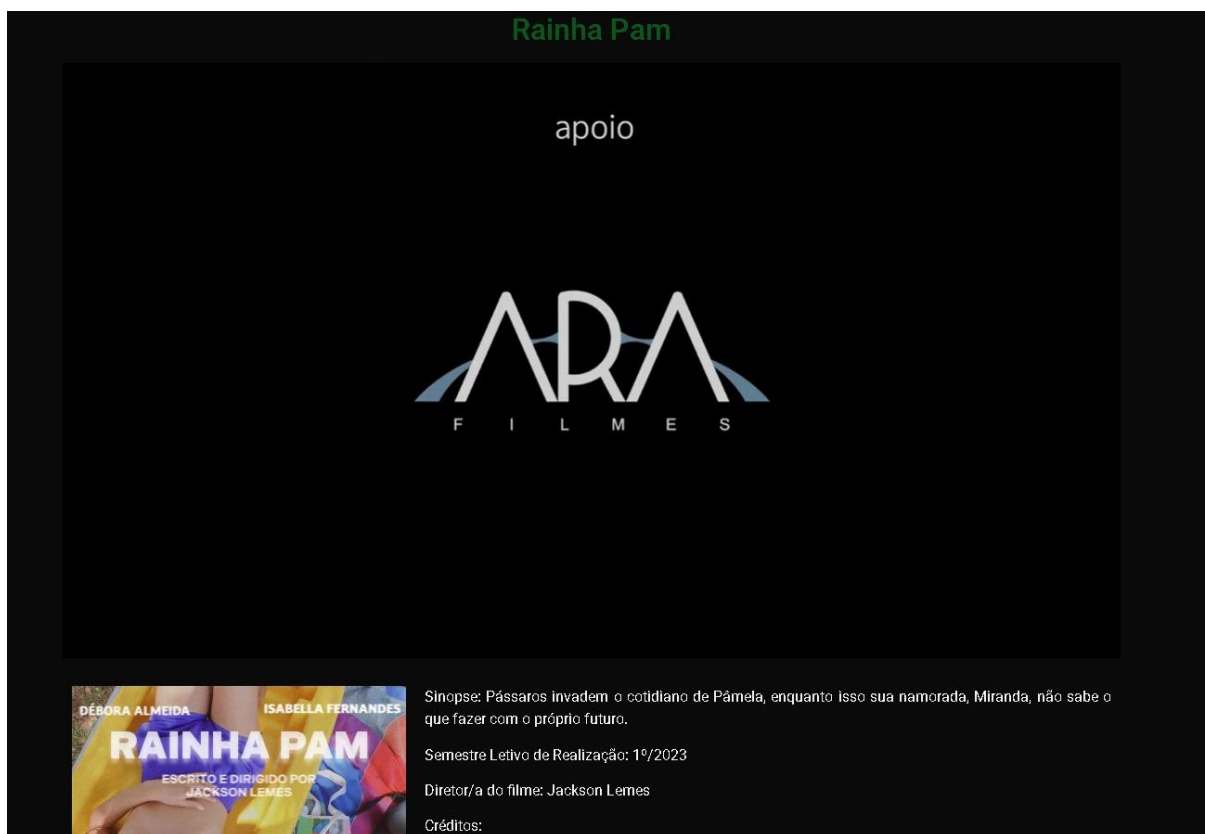 Rainha Pam
apoio
ARA
FILMES
DÉBORA ALMEIDA ISABELLA FERNANDES
RAINHA PAM
ESCRITO E DIRIGIDO POR
JACKSON LEMES
Sinopse: Pássaros invadem o cotidiano de Pâmela, enquanto isso sua namorada, Miranda, não sabe o
que fazer com o próprio futuro.
Semestre Letivo de Realização: 1º/2023
Diretor/a do filme: Jackson Lemes
Créditos: